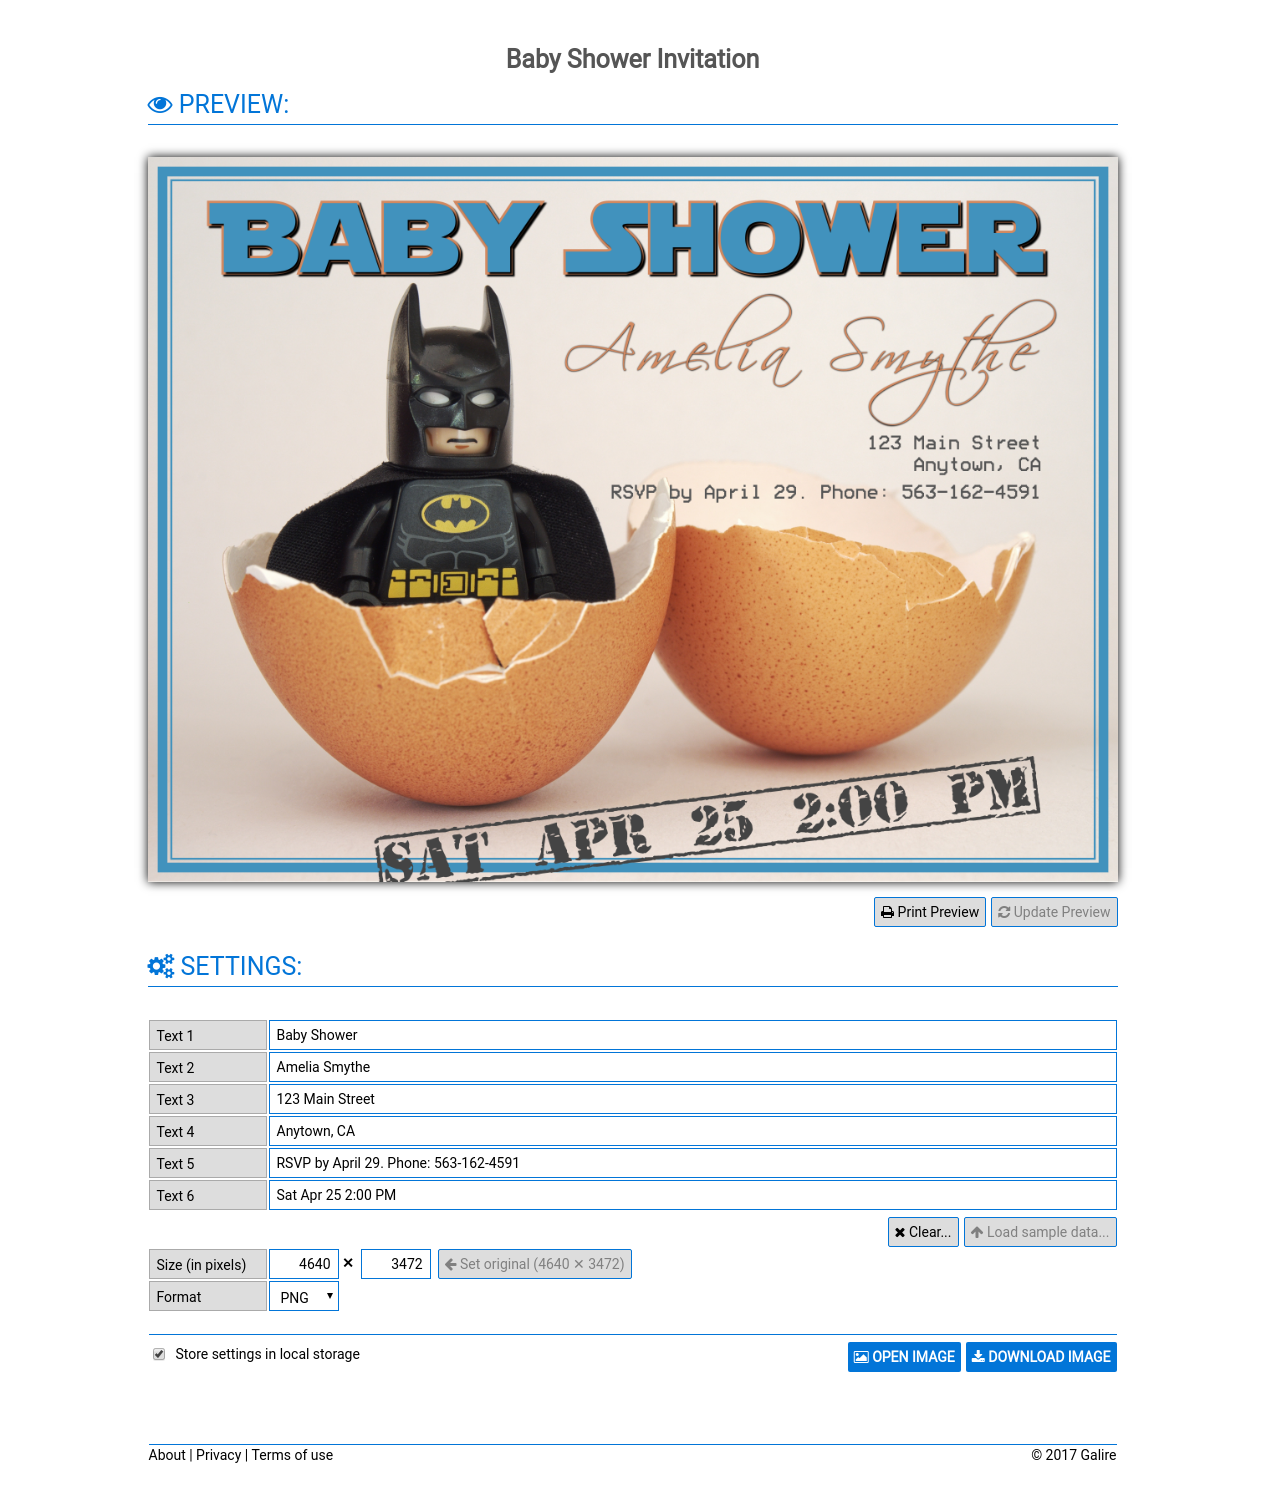 Baby Shower Invitation
PREVIEW:
BABY SHOWER
Amelia Smythe
123 Main Street
Anytown, CA
RSVP by April 29. Phone: 563-162-4591
SAT APR 25 2:00 PM
Print Preview Update Preview
SETTINGS:
Text 1 Baby Shower
Text 2 Amelia Smythe
Text 3 123 Main Street
Text 4 Anytown, CA
Text 5 RSVP by April 29. Phone: 563-162-4591
Text 6 Sat Apr 25 2:00 PM
Clear... Load sample data...
Size (in pixels) 4640 × 3472 Set original (4640 × 3472)
Format PNG
Store settings in local storage OPEN IMAGE DOWNLOAD IMAGE
About | Privacy | Terms of use © 2017 Galire